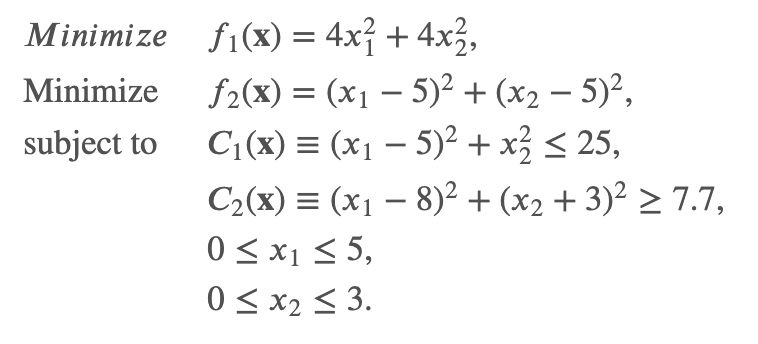 Minimize f₁(x) = 4x₁² + 4x₂²,
Minimize f₂(x) = (x₁ − 5)² + (x₂ − 5)²,
subject to C₁(x) ≡ (x₁ − 5)² + x₂² ≤ 25,
C₂(x) ≡ (x₁ − 8)² + (x₂ + 3)² ≥ 7.7,
0 ≤ x₁ ≤ 5,
0 ≤ x₂ ≤ 3.